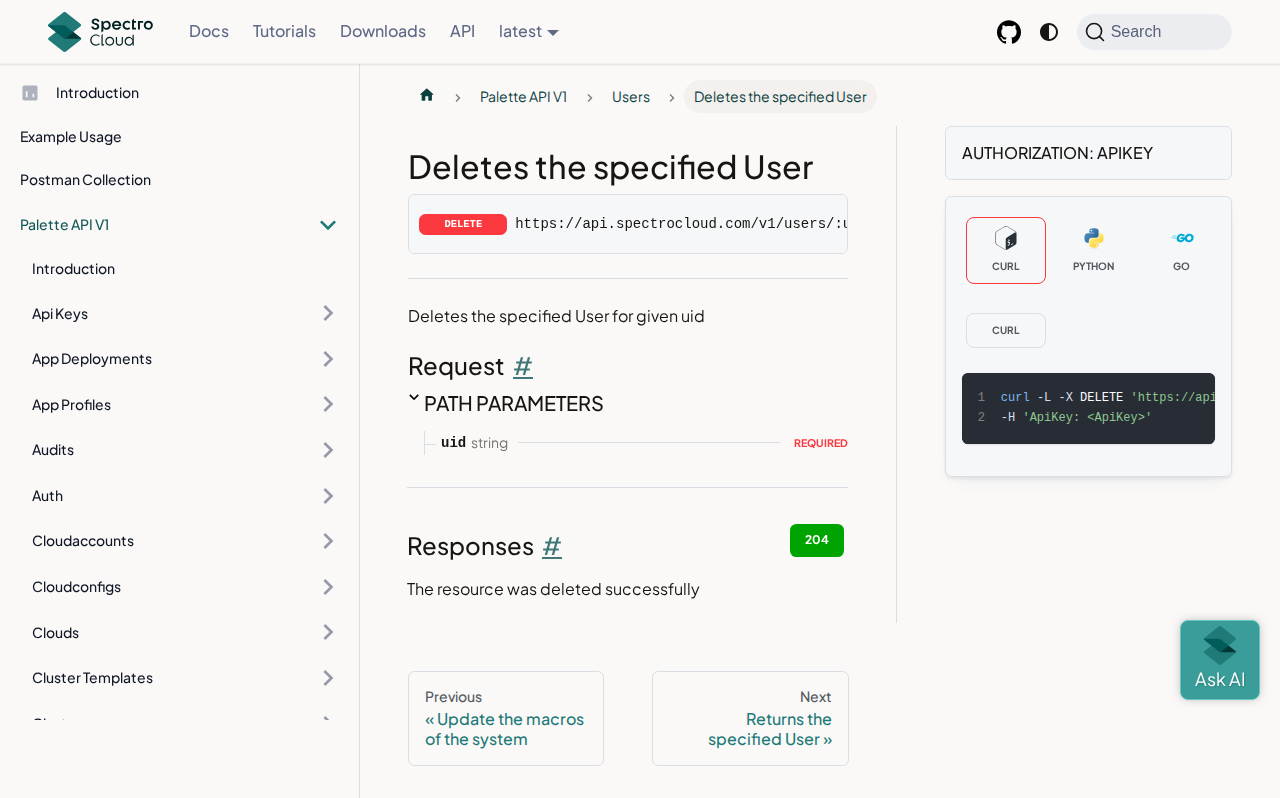 Spectro Cloud
Docs
Tutorials
Downloads
API
latest
Search
Introduction
Example Usage
Postman Collection
Palette API V1
Introduction
Api Keys
App Deployments
App Profiles
Audits
Auth
Cloudaccounts
Cloudconfigs
Clouds
Cluster Templates
Palette API V1
Users
Deletes the specified User
Deletes the specified User
DELETE https://api.spectrocloud.com/v1/users/:u
Deletes the specified User for given uid
Request #
PATH PARAMETERS
uid string REQUIRED
Responses #
204
The resource was deleted successfully
Previous
« Update the macros
of the system
Next
Returns the
specified User »
AUTHORIZATION: APIKEY
CURL
PYTHON
GO
CURL
1 curl -L -X DELETE 'https://api
2 -H 'ApiKey: <ApiKey>'
Ask AI